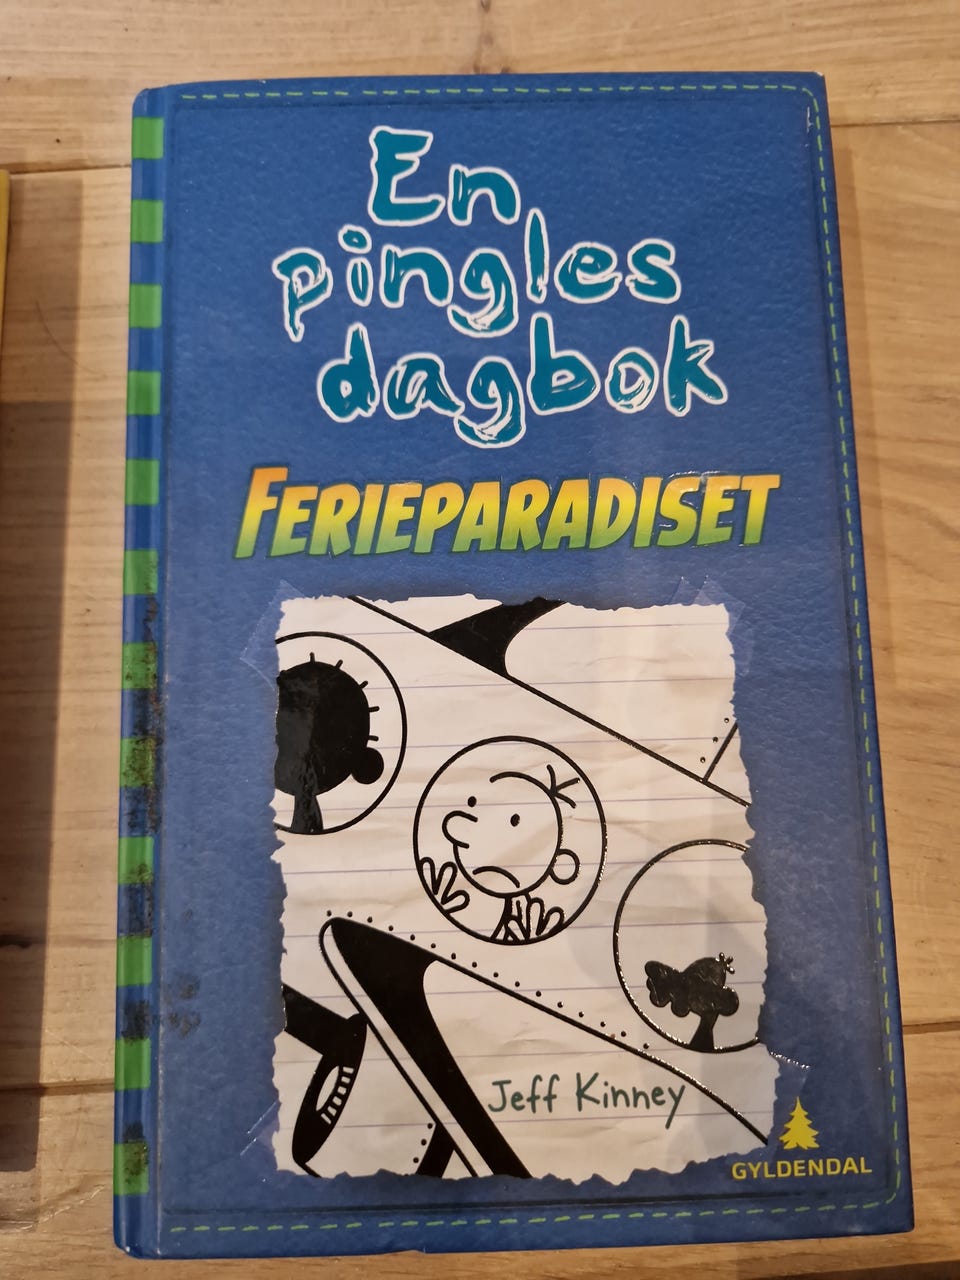 En
pingles
dagbok
FERIEPARADISET
Jeff Kinney
GYLDENDAL